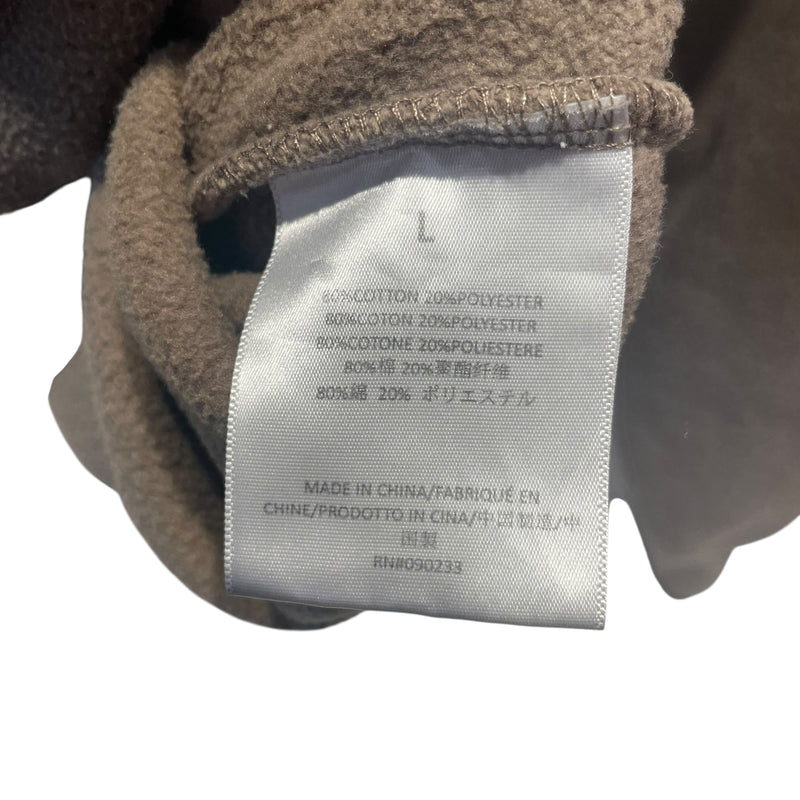 L
80%COTTON 20%POLYESTER
80%COTON 20%POLYESTER
80%COTONE 20%POLIESTERE
80%棉 20%聚酯纤维
80%綿 20% ポリエステル
MADE IN CHINA/FABRIQUÉ EN
CHINE/PRODOTTO IN CINA/中国製造/中
国製
RN#090233